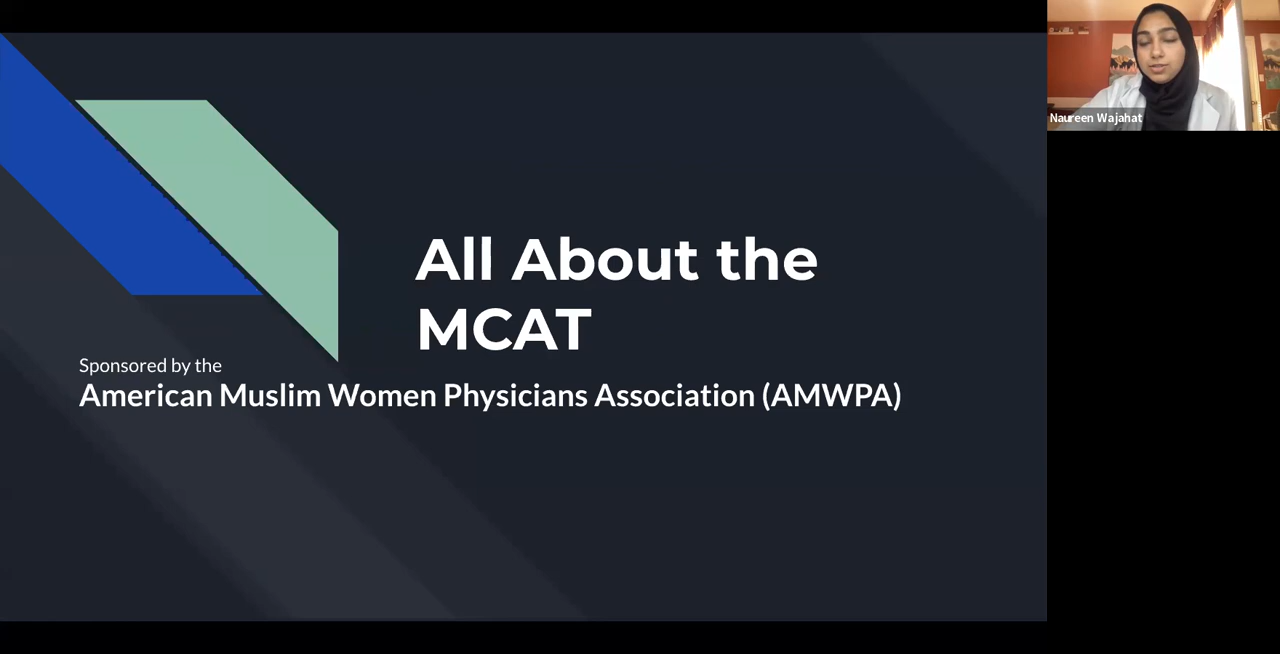 All About the
MCAT
Sponsored by the
American Muslim Women Physicians Association (AMWPA)
Naureen Wajahat